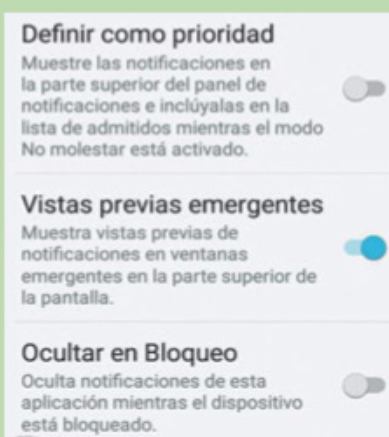 Definir como prioridad
Muestre las notificaciones en
la parte superior del panel de
notificaciones e inclúyalas en la
lista de admitidos mientras el modo
No molestar está activado.
Vistas previas emergentes
Muestra vistas previas de
notificaciones en ventanas
emergentes en la parte superior de
la pantalla.
Ocultar en Bloqueo
Oculta notificaciones de esta
aplicación mientras el dispositivo
está bloqueado.